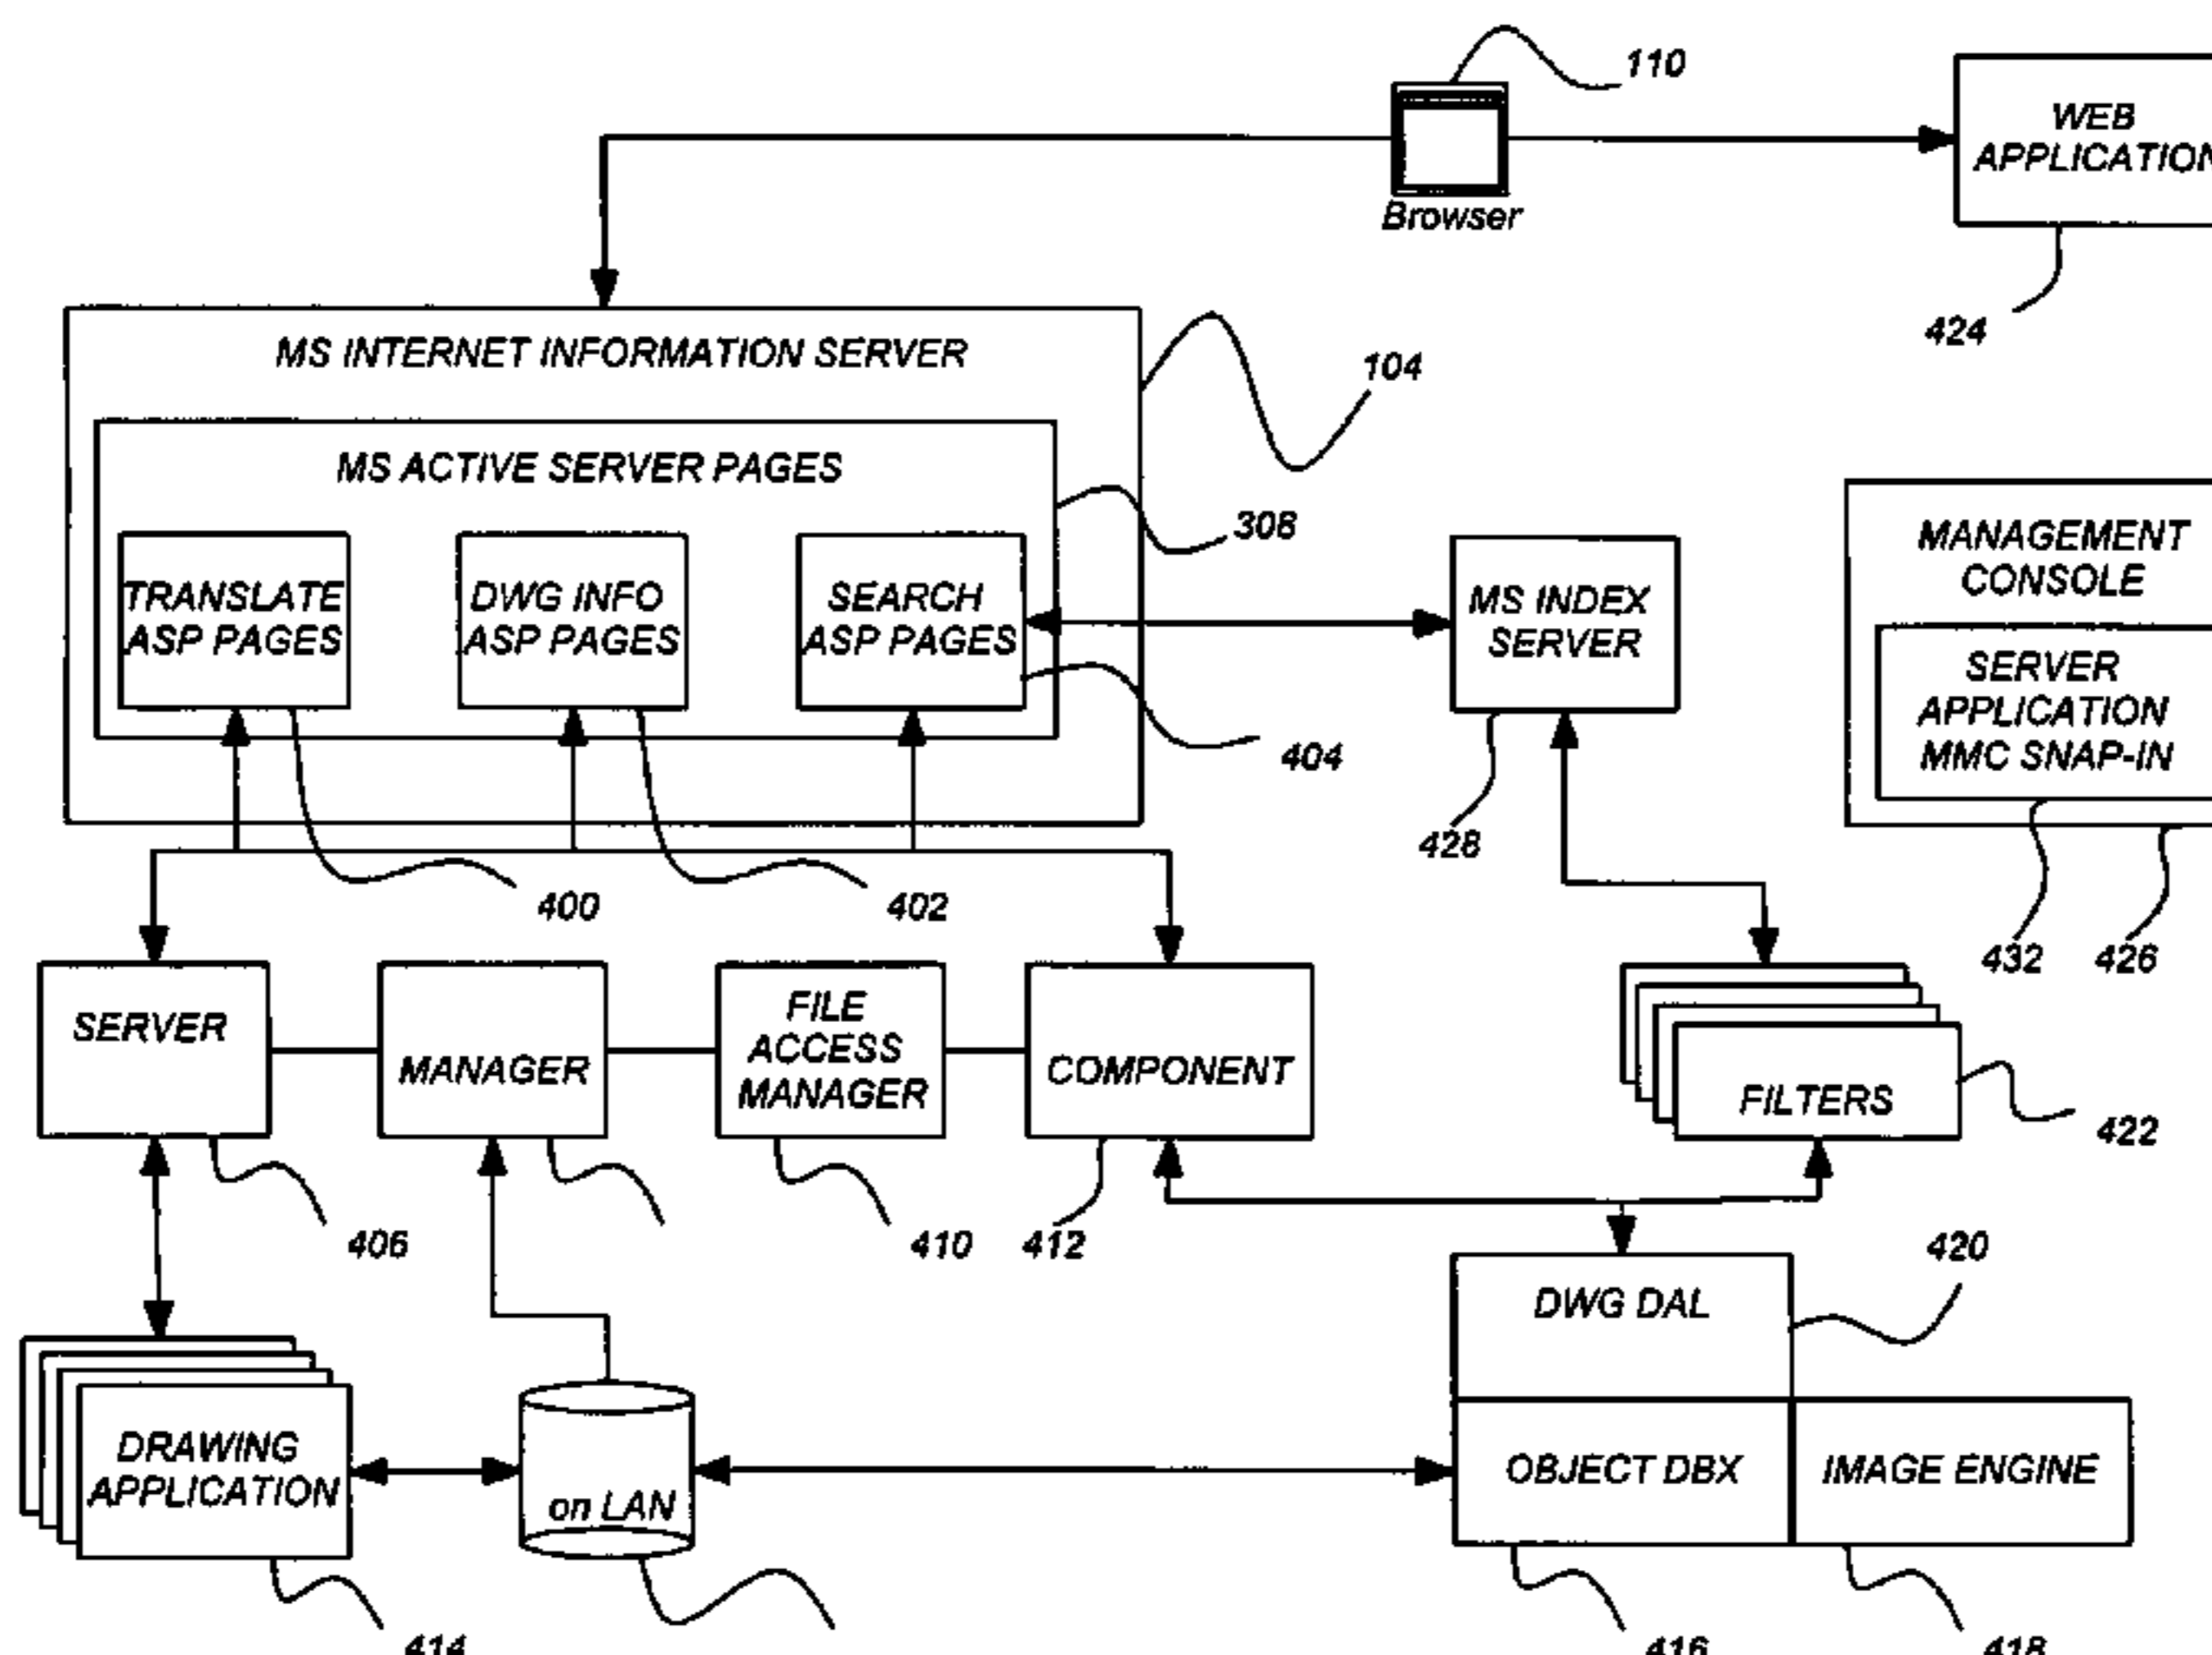 110
WEB
APPLICATION
Browser
424
MS INTERNET INFORMATION SERVER
104
MS ACTIVE SERVER PAGES
308
TRANSLATE
ASP PAGES
DWG INFO
ASP PAGES
SEARCH
ASP PAGES
404
MS INDEX
SERVER
428
MANAGEMENT
CONSOLE
SERVER
APPLICATION
MMC SNAP-IN
432
426
400
402
SERVER
MANAGER
FILE
ACCESS
MANAGER
COMPONENT
FILTERS
422
406
410
412
420
DWG DAL
DRAWING
APPLICATION
on LAN
OBJECT DBX
IMAGE ENGINE
414
416
418